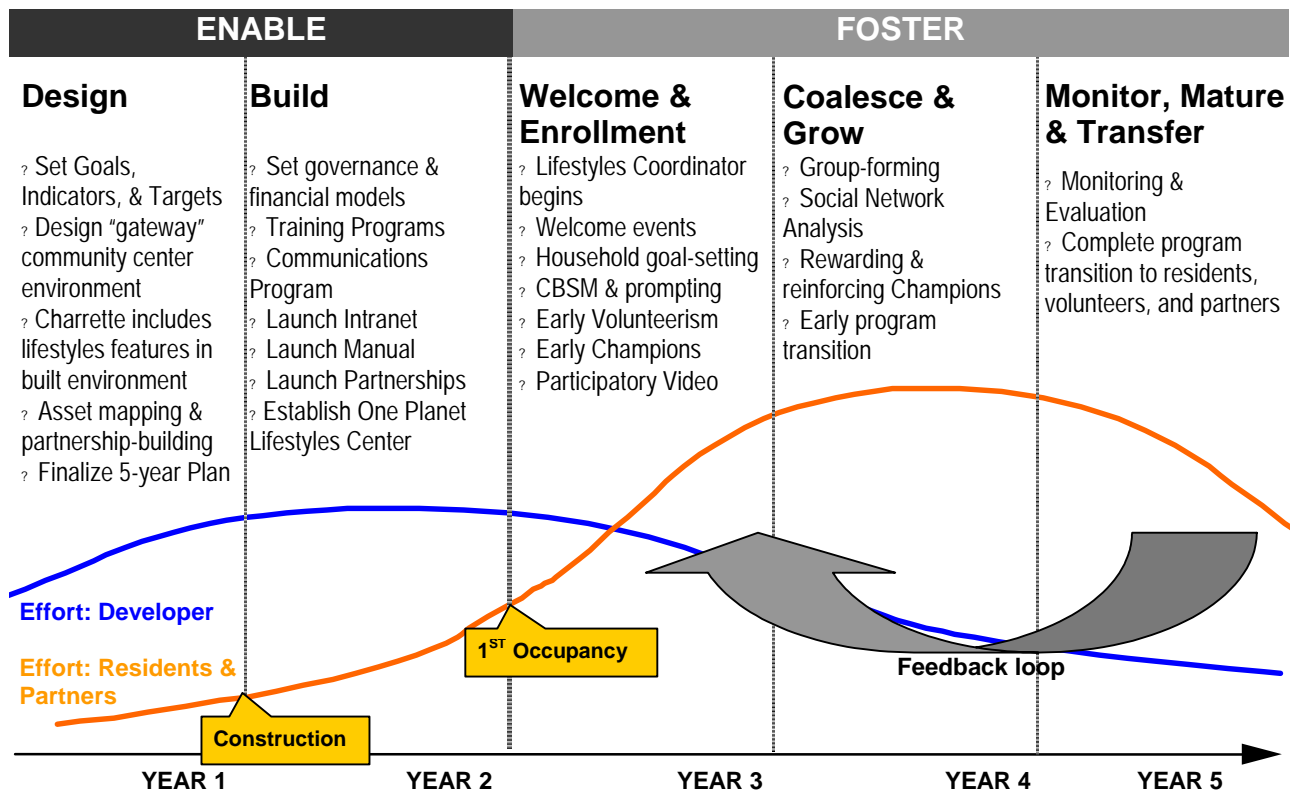 ENABLE
FOSTER
Design
? Set Goals,
Indicators, & Targets
? Design “gateway”
community center
environment
? Charrette includes
lifestyles features in
built environment
? Asset mapping &
partnership-building
? Finalize 5-year Plan
Build
? Set governance &
financial models
? Training Programs
? Communications
Program
? Launch Intranet
? Launch Manual
? Launch Partnerships
? Establish One Planet
Lifestyles Center
Welcome &
Enrollment
? Lifestyles Coordinator
begins
? Welcome events
? Household goal-setting
? CBSM & prompting
? Early Volunteerism
? Early Champions
? Participatory Video
Coalesce &
Grow
? Group-forming
? Social Network
Analysis
? Rewarding &
reinforcing Champions
? Early program
transition
Monitor, Mature
& Transfer
? Monitoring &
Evaluation
? Complete program
transition to residents,
volunteers, and partners
Effort: Developer
Effort: Residents &
Partners
1ST Occupancy
Construction
Feedback loop
YEAR 1
YEAR 2
YEAR 3
YEAR 4
YEAR 5